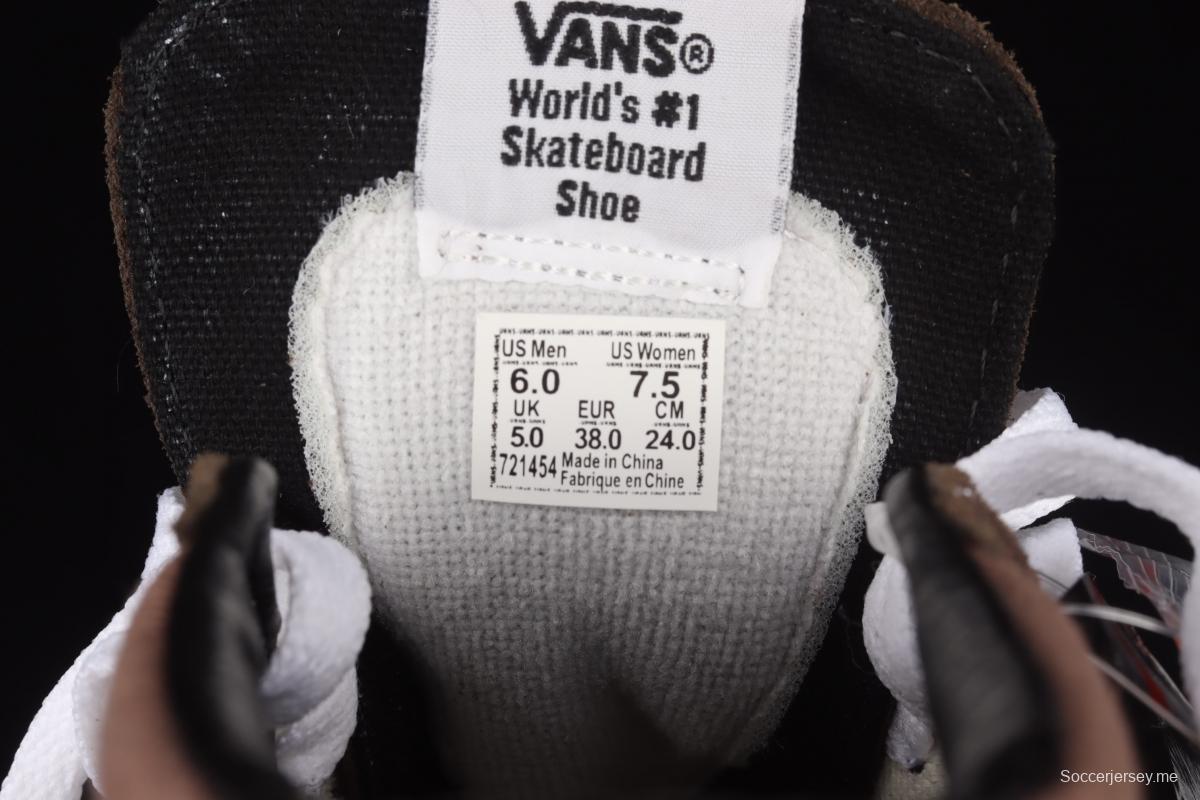 VANS®
World's #1
Skateboard
Shoe
US Men US Women
6.0 7.5
UK EUR CM
5.0 38.0 24.0
721454 Made in China
Fabrique en Chine
Soccerjersey.me